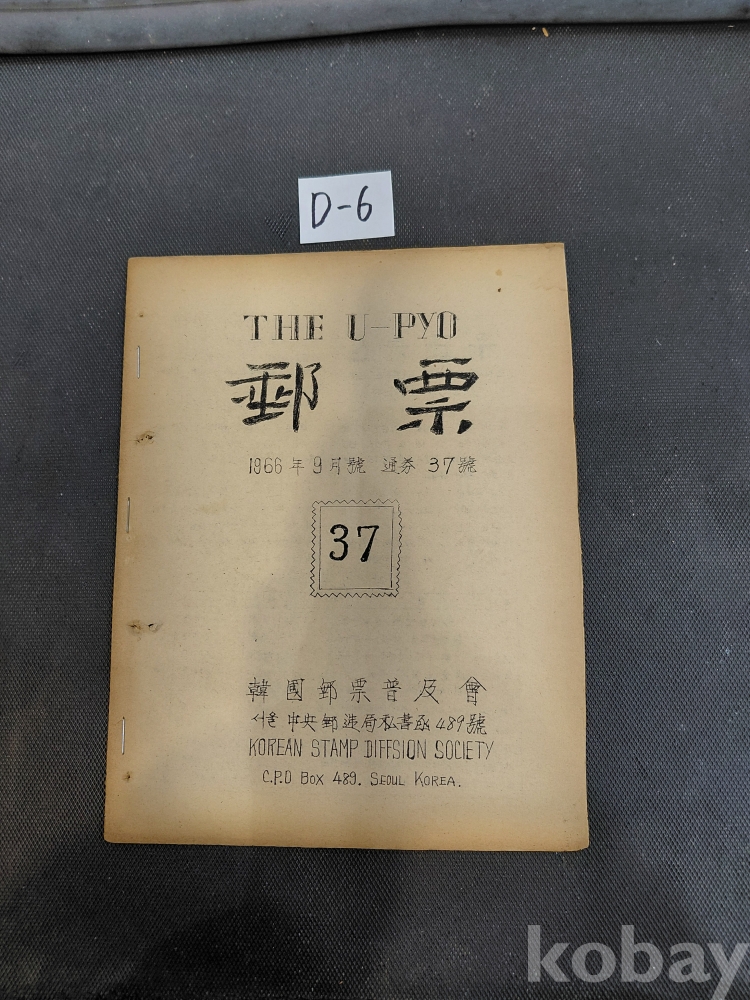 D-6
THE U-PYO
郵票
1966年9月號 通券 37號
37
韓國郵票普及會
서울 中央郵逓局私書函 489號
KOREAN STAMP DIFFSION SOCIETY
C.P.O BOX 489. SEOUL KOREA.
kobay